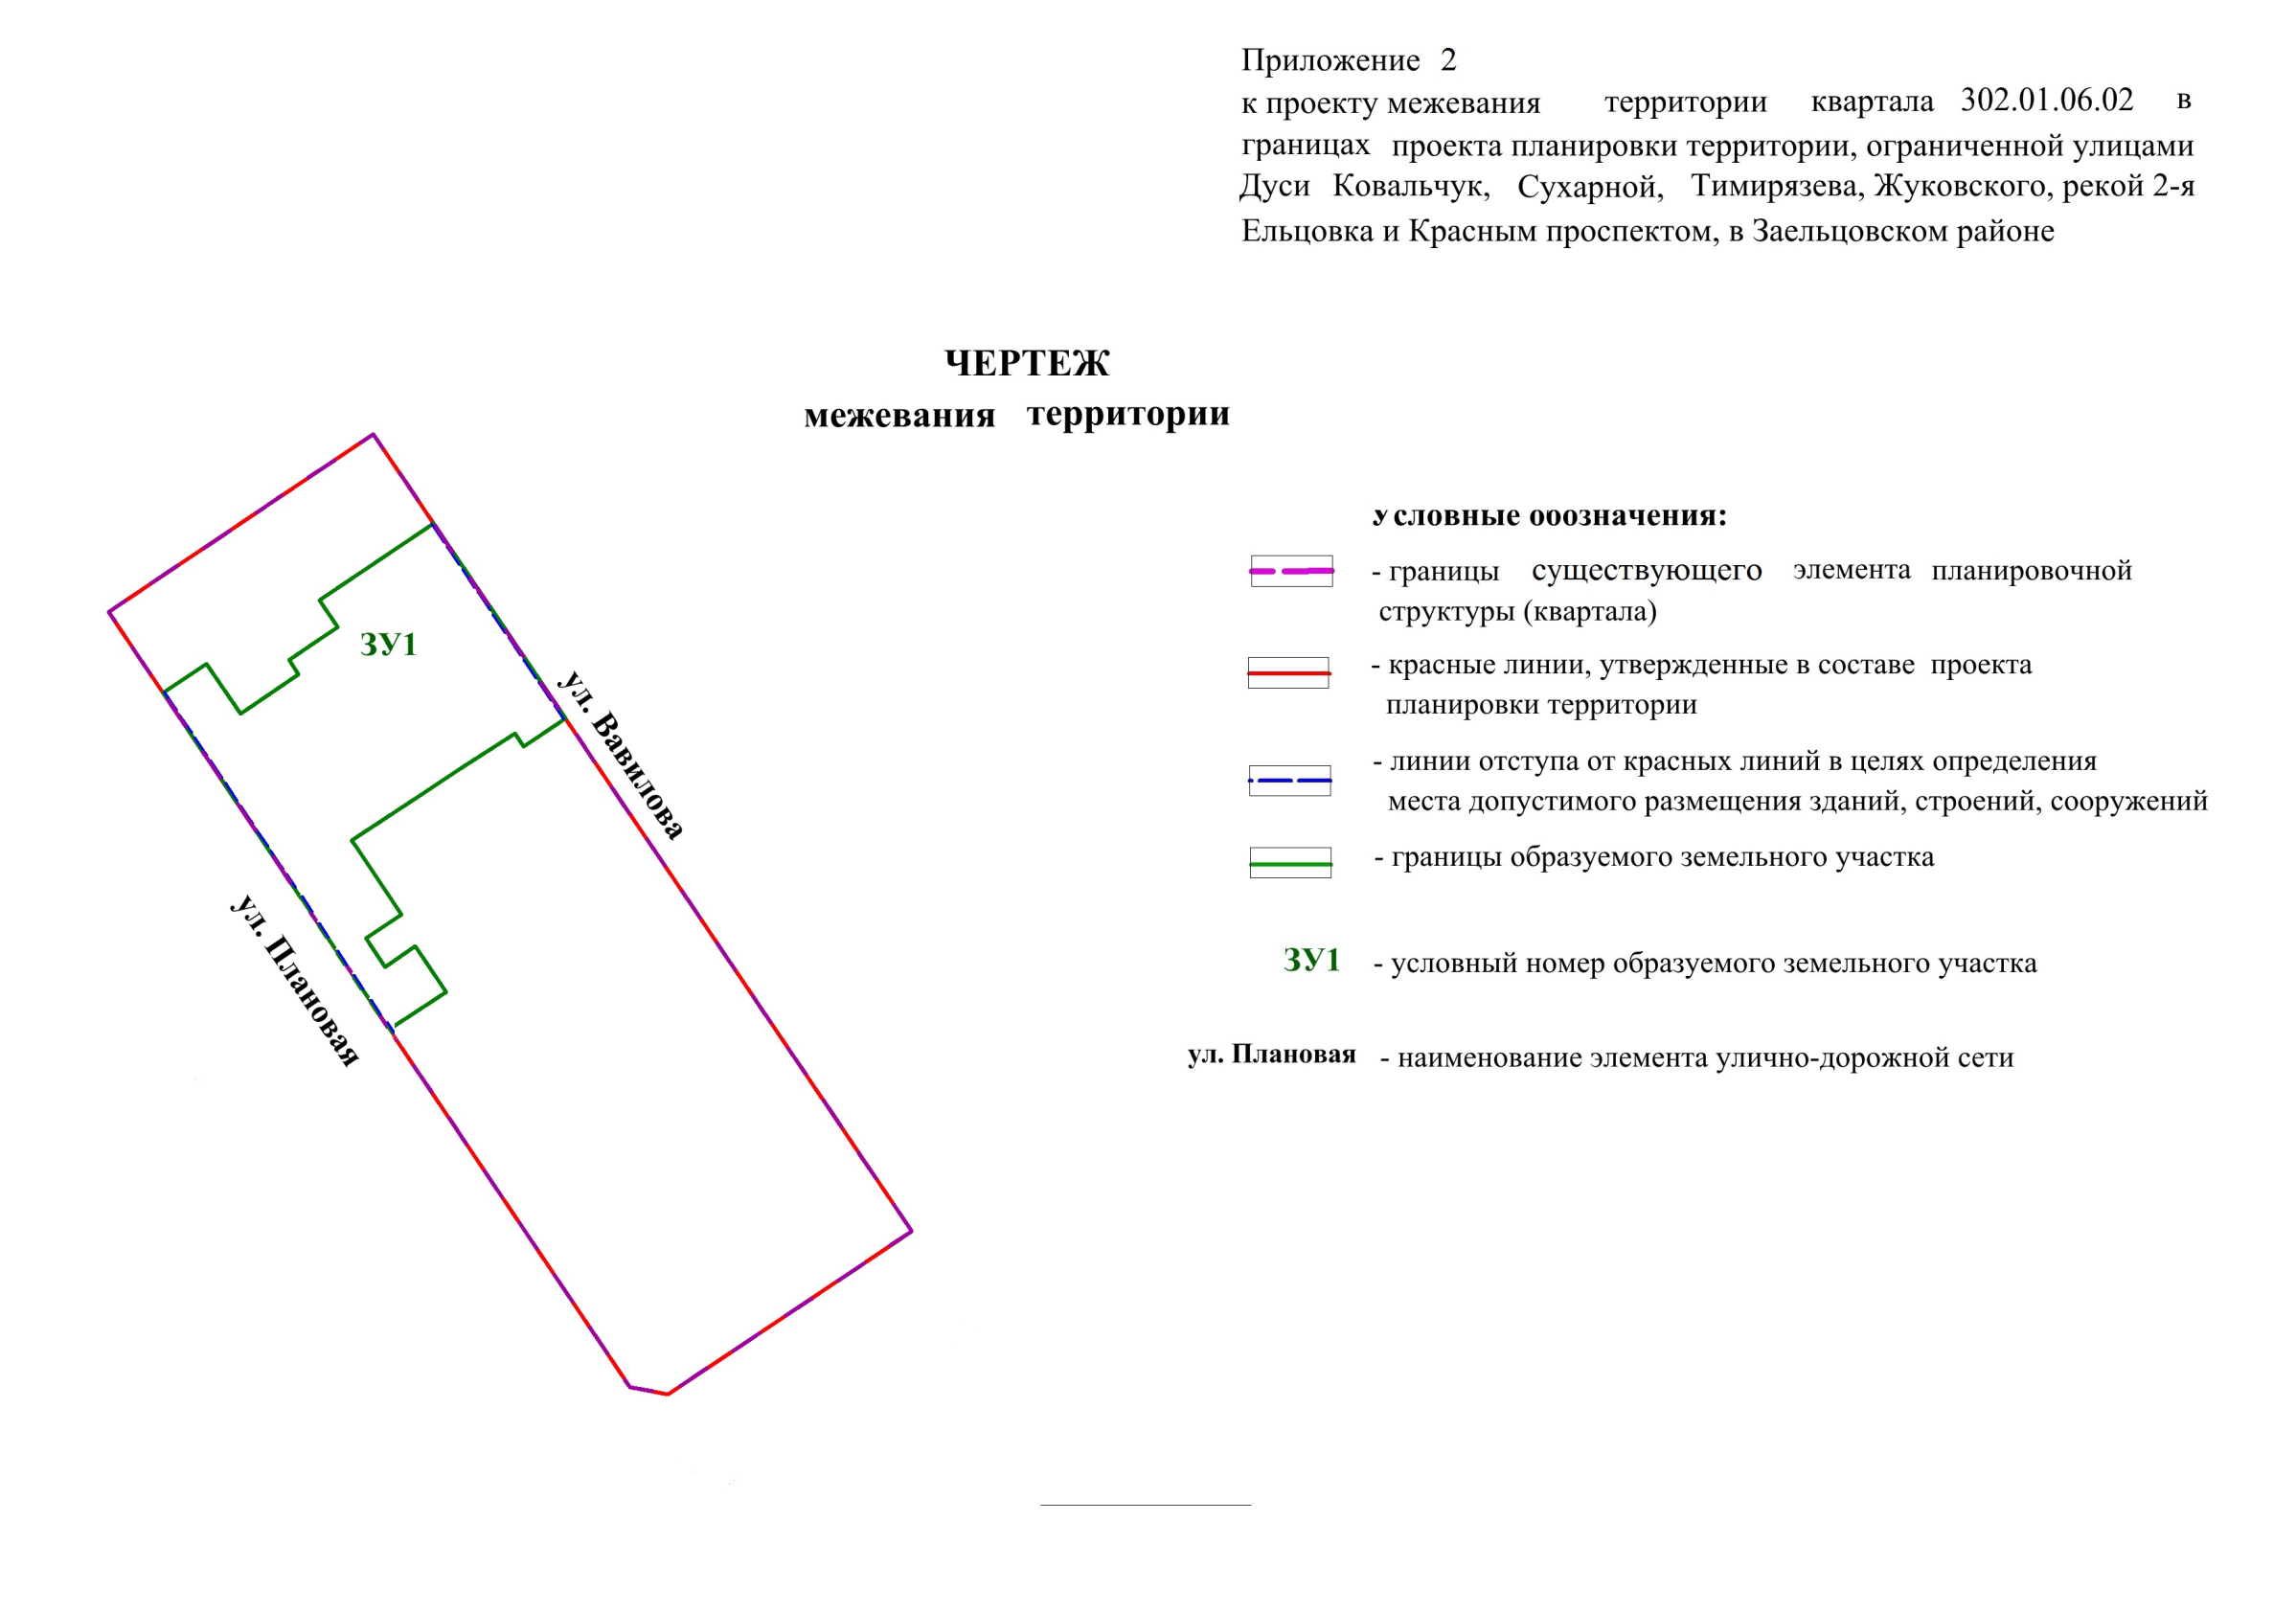 Приложение 2
к проекту межевания территории квартала 302.01.06.02 в
границах проекта планировки территории, ограниченной улицами
Дуси Ковальчук, Сухарной, Тимирязева, Жуковского, рекой 2-я
Ельцовка и Красным проспектом, в Заельцовском районе
ЧЕРТЕЖ
межевания территории
ЗУ1
ул. Вавилова
ул. Плановая
Условные обозначения:
- границы существующего элемента планировочной
структуры (квартала)
- красные линии, утвержденные в составе проекта
планировки территории
- линии отступа от красных линий в целях определения
места допустимого размещения зданий, строений, сооружений
- границы образуемого земельного участка
ЗУ1 - условный номер образуемого земельного участка
ул. Плановая - наименование элемента улично-дорожной сети